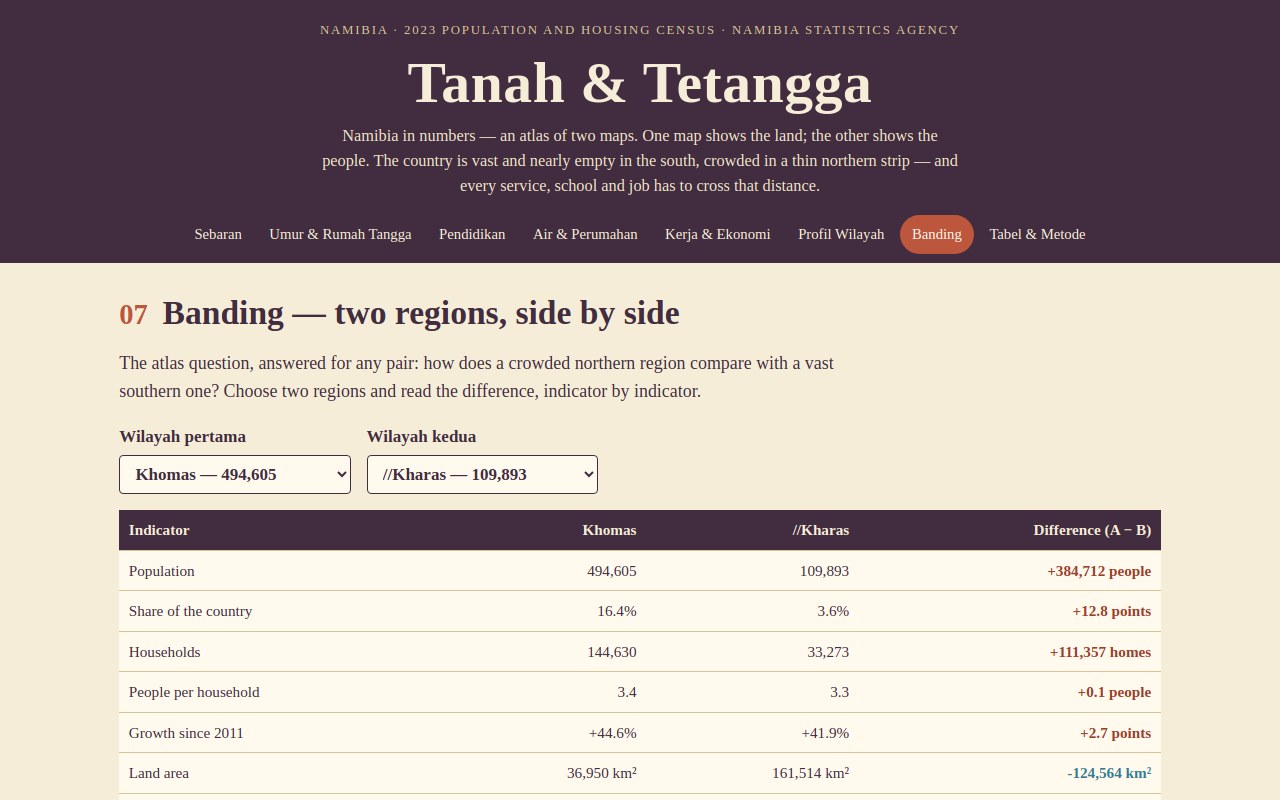 NAMIBIA · 2023 POPULATION AND HOUSING CENSUS · NAMIBIA STATISTICS AGENCY
Tanah & Tetangga
Namibia in numbers — an atlas of two maps. One map shows the land; the other shows the
people. The country is vast and nearly empty in the south, crowded in a thin northern strip — and
every service, school and job has to cross that distance.
Sebaran Umur & Rumah Tangga Pendidikan Air & Perumahan Kerja & Ekonomi Profil Wilayah Banding Tabel & Metode
07 Banding — two regions, side by side
The atlas question, answered for any pair: how does a crowded northern region compare with a vast
southern one? Choose two regions and read the difference, indicator by indicator.
Wilayah pertama Wilayah kedua
Khomas — 494,605 //Kharas — 109,893
Indicator Khomas //Kharas Difference (A − B)
Population 494,605 109,893 +384,712 people
Share of the country 16.4% 3.6% +12.8 points
Households 144,630 33,273 +111,357 homes
People per household 3.4 3.3 +0.1 people
Growth since 2011 +44.6% +41.9% +2.7 points
Land area 36,950 km² 161,514 km² -124,564 km²